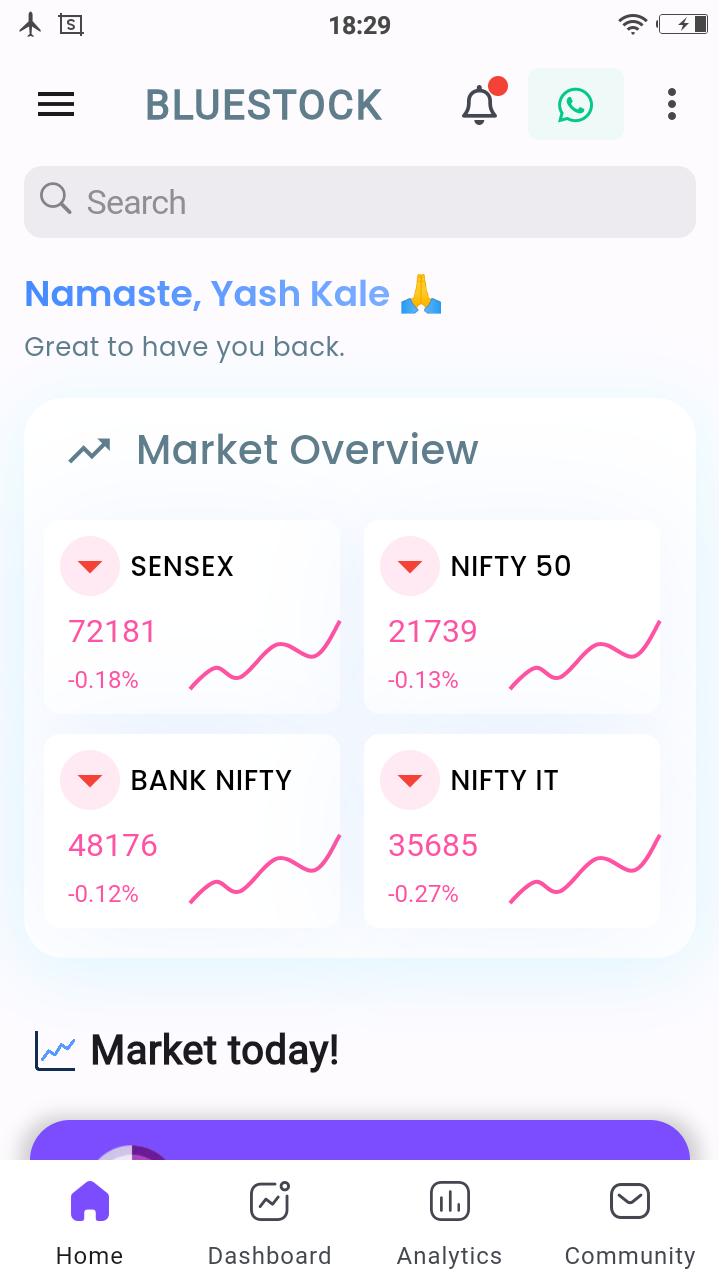 18:29
BLUESTOCK
Search
Namaste, Yash Kale 🙏
Great to have you back.
Market Overview
SENSEX
72181
-0.18%
NIFTY 50
21739
-0.13%
BANK NIFTY
48176
-0.12%
NIFTY IT
35685
-0.27%
Market today!
Home Dashboard Analytics Community